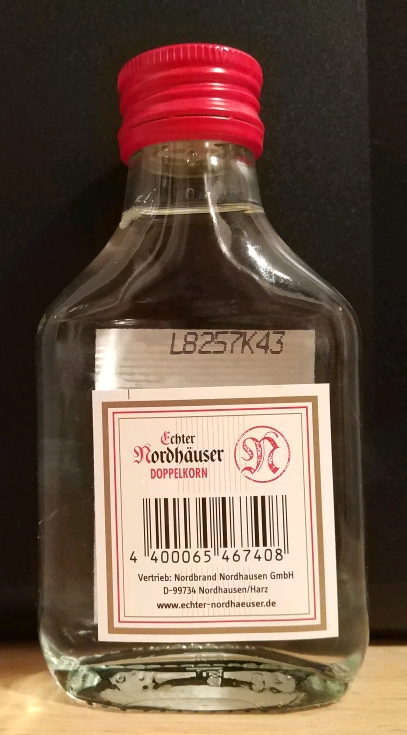 L8257K43
Echter
Nordhäuser
DOPPELKORN
N
4 400065 467408
Vertrieb: Nordbrand Nordhausen GmbH
D-99734 Nordhausen/Harz
www.echter-nordhaeuser.de